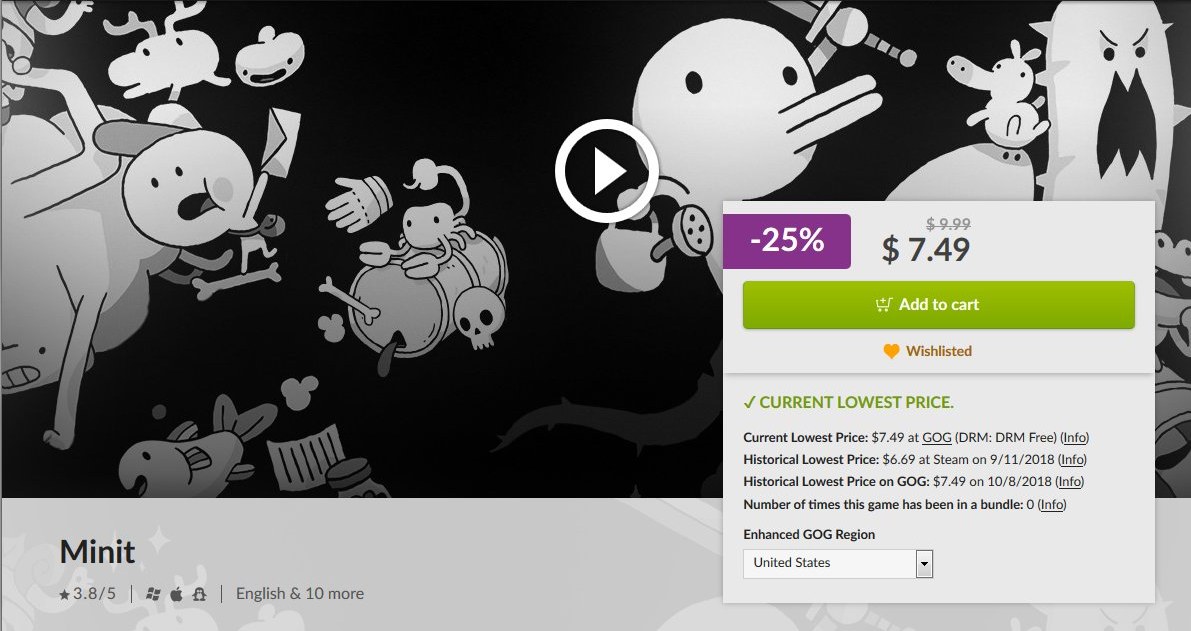 -25%
$ 9.99
$ 7.49
Add to cart
Wishlisted
✓ CURRENT LOWEST PRICE.
Current Lowest Price: $7.49 at GOG (DRM: DRM Free) (Info)
Historical Lowest Price: $6.69 at Steam on 9/11/2018 (Info)
Historical Lowest Price on GOG: $7.49 on 10/8/2018 (Info)
Number of times this game has been in a bundle: 0 (Info)
Enhanced GOG Region
United States
Minit
★ 3.8/5 | | English & 10 more